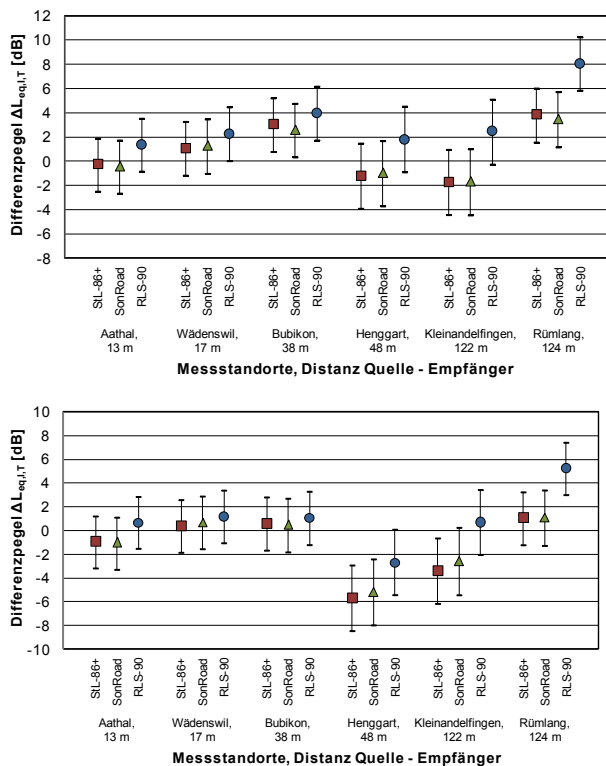 Differenzpegel ΔLeq,I,T [dB]
12
10
8
6
4
2
0
-2
-4
-6
-8
StL-86+ SonRoad RLS-90 StL-86+ SonRoad RLS-90 StL-86+ SonRoad RLS-90 StL-86+ SonRoad RLS-90 StL-86+ SonRoad RLS-90 StL-86+ SonRoad RLS-90
Aathal, Wädenswil, Bubikon, Henggart, Kleinandelfingen, Rümlang,
13 m 17 m 38 m 48 m 122 m 124 m
Messstandorte, Distanz Quelle - Empfänger
Differenzpegel ΔLeq,I,T [dB]
10
8
6
4
2
0
-2
-4
-6
-8
-10
StL-86+ SonRoad RLS-90 StL-86+ SonRoad RLS-90 StL-86+ SonRoad RLS-90 StL-86+ SonRoad RLS-90 StL-86+ SonRoad RLS-90 StL-86+ SonRoad RLS-90
Aathal, Wädenswil, Bubikon, Henggart, Kleinandelfingen, Rümlang,
13 m 17 m 38 m 48 m 122 m 124 m
Messstandorte, Distanz Quelle - Empfänger